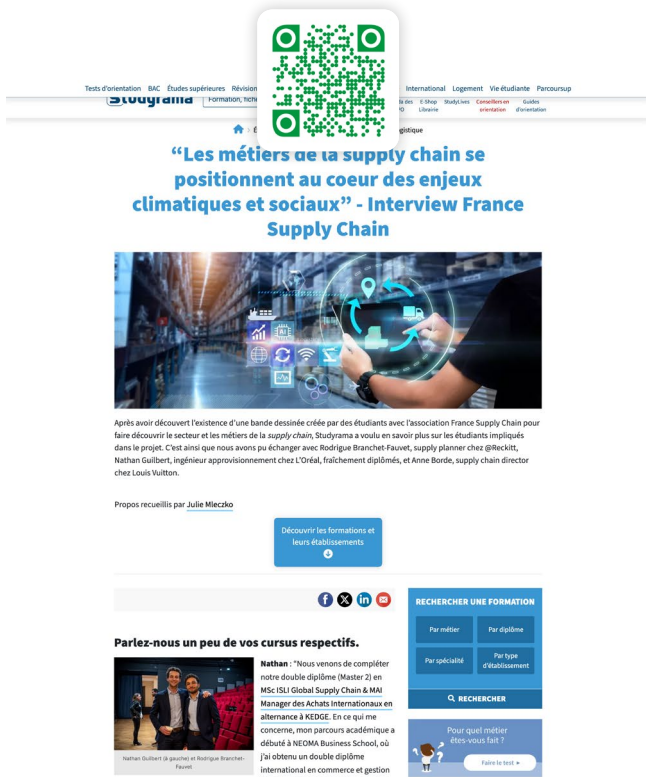 Tests d'orientation BAC Études supérieures Révision
International Logement Vie étudiante Parcoursup
Studyrama
Formation, fiche
E-Shop StudyLives Conseillers en Guides
Librairie orientation d'orientation
“Les métiers de la supply chain se
positionnent au coeur des enjeux
climatiques et sociaux” - Interview France
Supply Chain
AI
Après avoir découvert l'existence d'une bande dessinée créée par des étudiants avec l'association France Supply Chain pour
faire découvrir le secteur et les métiers de la supply chain, Studyrama a voulu en savoir plus sur les étudiants impliqués
dans le projet. C'est ainsi que nous avons pu échanger avec Rodrigue Branchet-Fauvet, supply planner chez @Reckitt,
Nathan Guilbert, ingénieur approvisionnement chez L'Oréal, fraîchement diplômés, et Anne Borde, supply chain director
chez Louis Vuitton.
Propos recueillis par Julie Mleczko
Découvrir les formations et
leurs établissements
Parlez-nous un peu de vos cursus respectifs.
Nathan : "Nous venons de compléter
notre double diplôme (Master 2) en
MSc ISLI Global Supply Chain & MAI
Manager des Achats Internationaux en
alternance à KEDGE. En ce qui me
concerne, mon parcours académique a
débuté à NEOMA Business School, où
j'ai obtenu un double diplôme
international en commerce et gestion
Nathan Guilbert (à gauche) et Rodrigue Branchet-
Fauvet
RECHERCHER UNE FORMATION
Par métier Par diplôme
Par spécialité Par type
d'établissement
RECHERCHER
Pour quel métier
êtes-vous fait ?
Faire le test ►